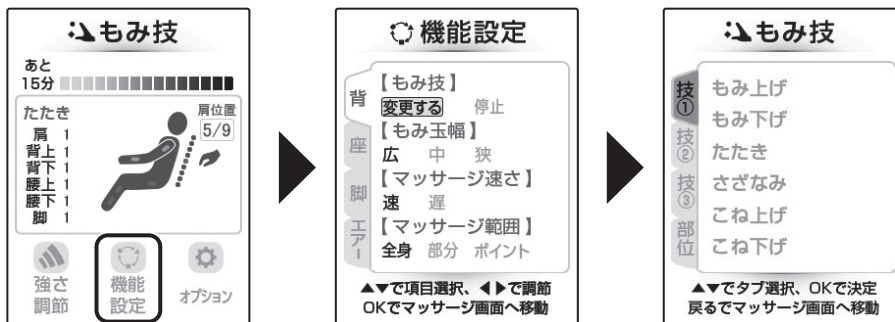 もみ技
あと
15分
たたき
肩 1
背上 1
背下 1
腰上 1
腰下 1
脚 1
肩位置
5/9
強さ
調節
機能
設定
オプション
機能設定
背
座
脚
エアー
【もみ技】
変更する 停止
【もみ玉幅】
広 中 狭
【マッサージ速さ】
速 遅
【マッサージ範囲】
全身 部分 ポイント
▲▼で項目選択、◀▶で調節
OKでマッサージ画面へ移動
もみ技
技①
技②
技③
部位
もみ上げ
もみ下げ
たたき
さざなみ
こね上げ
こね下げ
▲▼でタブ選択、OKで決定
戻るでマッサージ画面へ移動